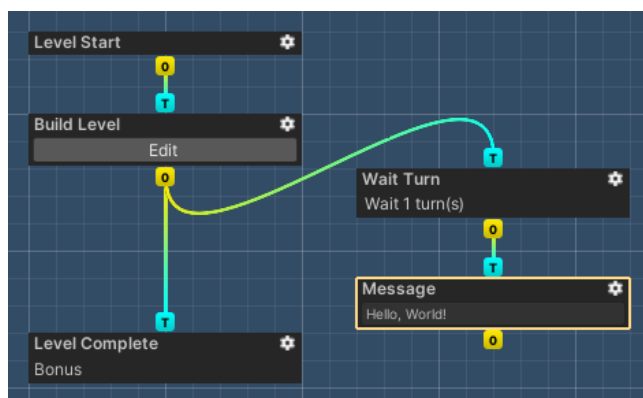 Level Start
O
T
Build Level
Edit
O
T
Level Complete
Bonus
T
Wait Turn
Wait 1 turn(s)
O
T
Message
Hello, World!
O